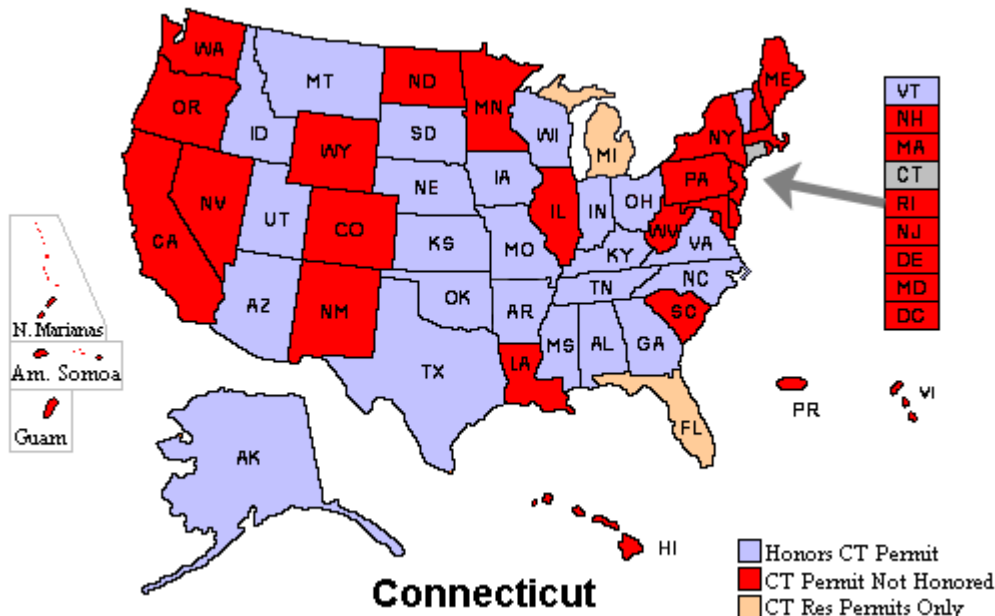 WA
MT
ND
MN
ME
OR
ID
SD
WI
MI
NY
WY
NE
IA
PA
NV
UT
CO
KS
IL
IN
OH
WV
VA
CA
MO
KY
AZ
NM
OK
AR
TN
NC
SC
TX
LA
MS
AL
GA
FL
AK
HI
VT
NH
MA
CT
RI
NJ
DE
MD
DC
N. Marianas
Am. Somoa
Guam
PR
VI
Honors CT Permit
CT Permit Not Honored
CT Res Permits Only
Connecticut